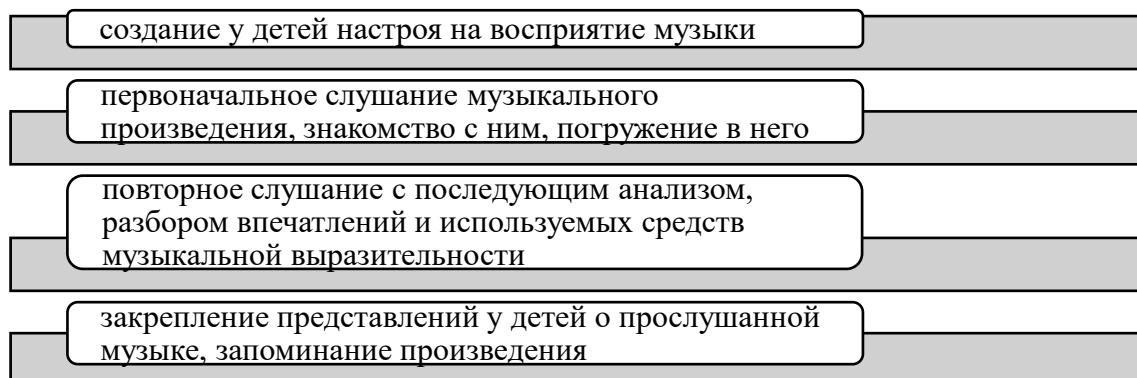 создание у детей настроя на восприятие музыки
первоначальное слушание музыкального
произведения, знакомство с ним, погружение в него
повторное слушание с последующим анализом,
разбором впечатлений и используемых средств
музыкальной выразительности
закрепление представлений у детей о прослушанной
музыке, запоминание произведения